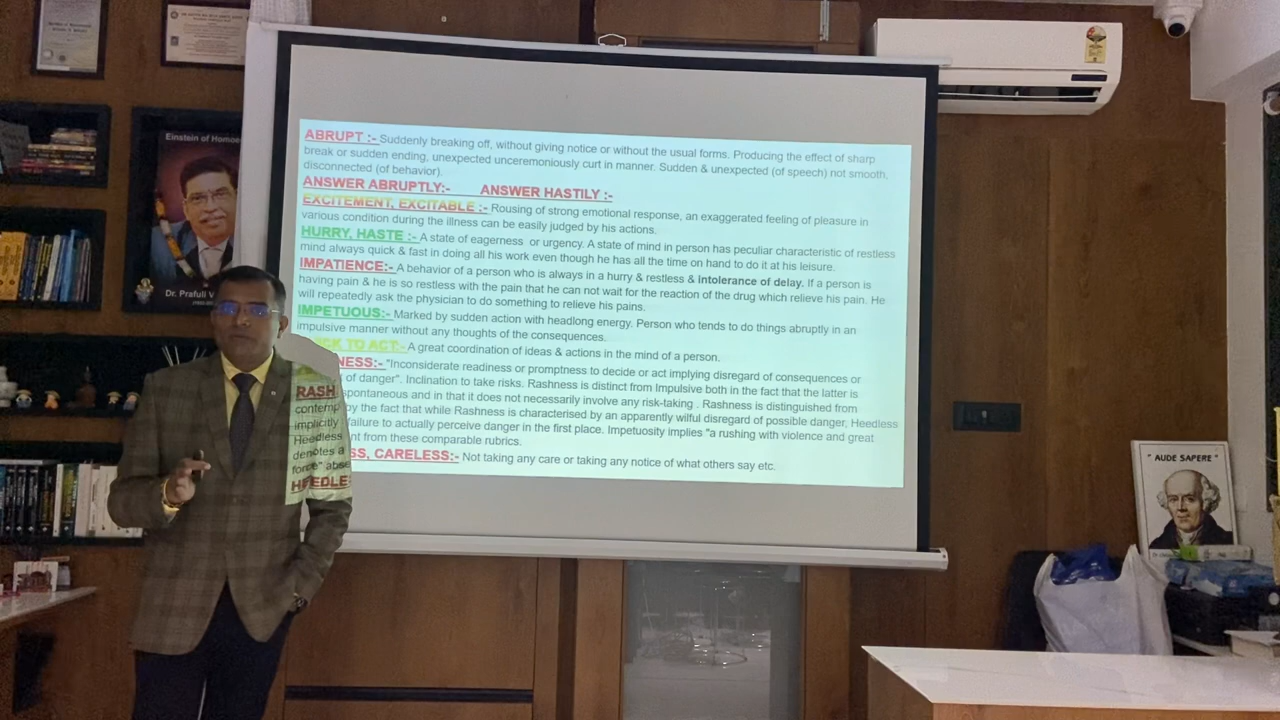 Einstein of Homoe
Dr. Prafull V
ABRUPT :- Suddenly breaking off, without giving notice or without the usual forms. Producing the effect of sharp
break or sudden ending, unexpected unceremoniously curt in manner. Sudden & unexpected (of speech) not smooth,
disconnected (of behavior).
ANSWER ABRUPTLY:- ANSWER HASTILY :-
EXCITEMENT, EXCITABLE :- Rousing of strong emotional response, an exaggerated feeling of pleasure in
various condition during the illness can be easily judged by his actions.
HURRY, HASTE :- A state of eagerness or urgency. A state of mind in person has peculiar characteristic of restless
mind always quick & fast in doing all his work even though he has all the time on hand to do it at his leisure.
IMPATIENCE:- A behavior of a person who is always in a hurry & restless & intolerance of delay. If a person is
having pain & he is so restless with the pain that he can not wait for the reaction of the drug which relieve his pain. He
will repeatedly ask the physician to do something to relieve his pains.
IMPETUOUS:- Marked by sudden action with headlong energy. Person who tends to do things abruptly in an
impulsive manner without any thoughts of the consequences.
CK TO ACT:- A great coordination of ideas & actions in the mind of a person.
RASH NESS:- "Inconsiderate readiness or promptness to decide or act implying disregard of consequences or
contemp of danger". Inclination to take risks. Rashness is distinct from Impulsive both in the fact that the latter is
implicitly spontaneous and in that it does not necessarily involve any risk-taking . Rashness is distinguished from
Heedless by the fact that while Rashness is characterised by an apparently wilful disregard of possible danger, Heedless
denotes a failure to actually perceive danger in the first place. Impetuosity implies "a rushing with violence and great
force" abse nt from these comparable rubrics.
HEEDLE SS, CARELESS:- Not taking any care or taking any notice of what others say etc.
" AUDE SAPERE "